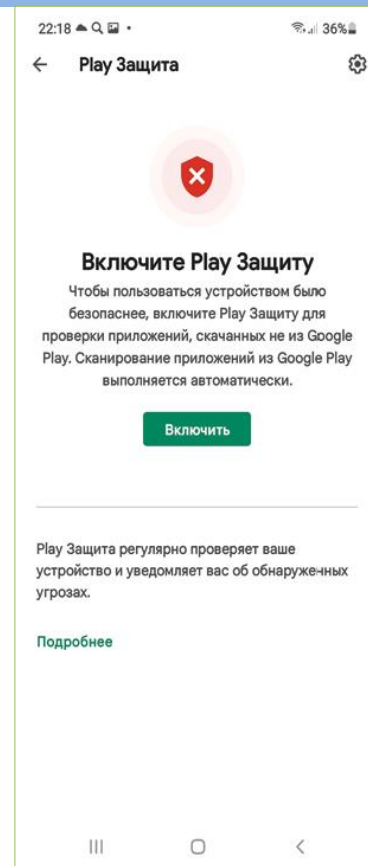 22:18
36%
Play Защита
Включите Play Защиту
Чтобы пользоваться устройством было
безопаснее, включите Play Защиту для
проверки приложений, скачанных не из Google
Play. Сканирование приложений из Google Play
выполняется автоматически.
Включить
Play Защита регулярно проверяет ваше
устройство и уведомляет вас об обнаруженных
угрозах.
Подробнее